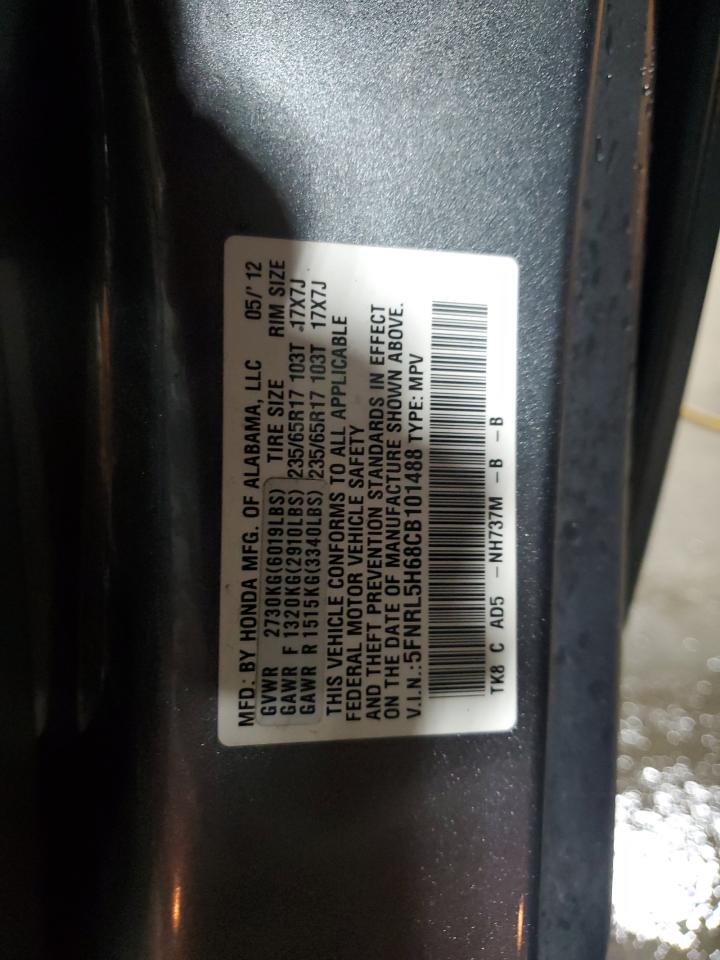 MFD. BY HONDA MFG. OF ALABAMA, LLC 05/'12
GVWR 2730KG(6019LBS) TIRE SIZE RIM SIZE
GAWR F 1320KG(2910LBS) 235/65R17 103T 17X7J
GAWR R 1515KG(3340LBS) 235/65R17 103T 17X7J
THIS VEHICLE CONFORMS TO ALL APPLICABLE
FEDERAL MOTOR VEHICLE SAFETY
AND THEFT PREVENTION STANDARDS IN EFFECT
ON THE DATE OF MANUFACTURE SHOWN ABOVE.
V.I.N.:5FNRL5H68CB101488 TYPE: MPV
TK8 C AD5 -NH737M -B -B